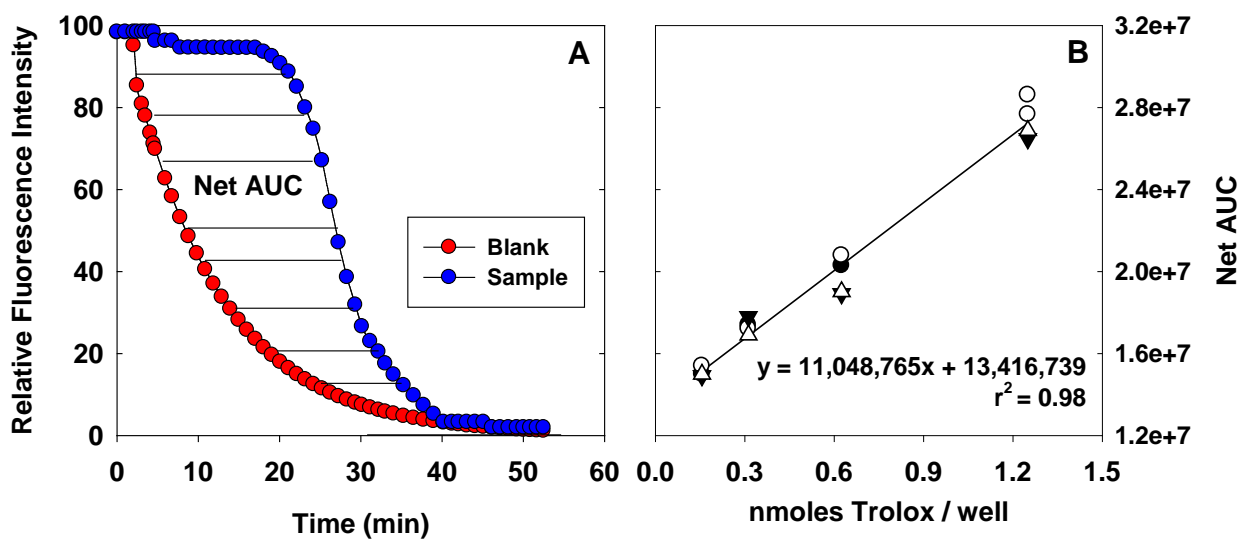 A
Relative Fluorescence Intensity
100
80
60
40
20
0
Net AUC
Blank
Sample
0
10
20
30
40
50
60
Time (min)
B
3.2e+7
2.8e+7
2.4e+7
2.0e+7
1.6e+7
1.2e+7
Net AUC
y = 11,048,765x + 13,416,739
r² = 0.98
0.0
0.3
0.6
0.9
1.2
1.5
nmoles Trolox / well